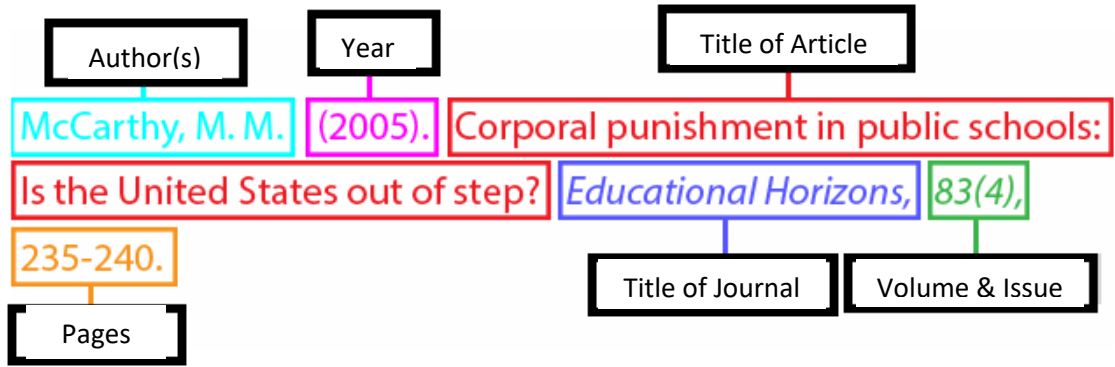 Author(s) Year Title of Article
McCarthy, M. M. (2005). Corporal punishment in public schools:
Is the United States out of step? Educational Horizons, 83(4),
235-240.
Title of Journal Volume & Issue
Pages